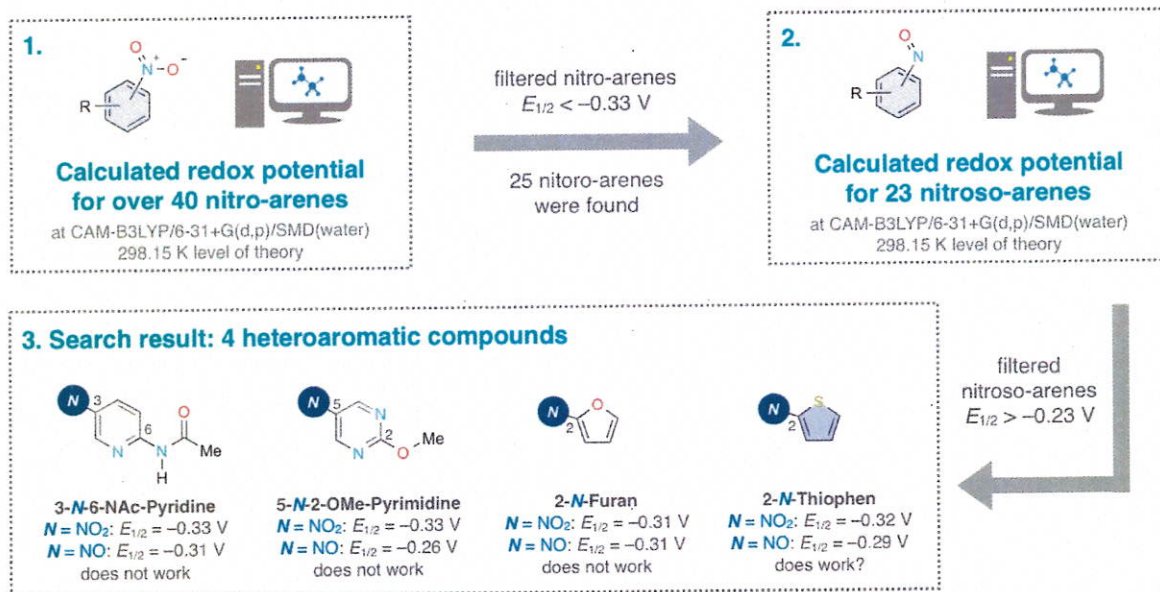 1.
O
N+
O−
R
Calculated redox potential
for over 40 nitro-arenes
at CAM-B3LYP/6-31+G(d,p)/SMD(water)
298.15 K level of theory
filtered nitro-arenes
E1/2 < −0.33 V
25 nitoro-arenes
were found
2.
O
N
R
Calculated redox potential
for 23 nitroso-arenes
at CAM-B3LYP/6-31+G(d,p)/SMD(water)
298.15 K level of theory
filtered
nitroso-arenes
E1/2 > −0.23 V
3. Search result: 4 heteroaromatic compounds
N 3 6 N N H O Me
3-N-6-NAc-Pyridine
N = NO2: E1/2 = −0.33 V
N = NO: E1/2 = −0.31 V
does not work
N 5 N N 2 O Me
5-N-2-OMe-Pyrimidine
N = NO2: E1/2 = −0.33 V
N = NO: E1/2 = −0.26 V
does not work
N 2 O
2-N-Furan
N = NO2: E1/2 = −0.31 V
N = NO: E1/2 = −0.31 V
does not work
N 2 S
2-N-Thiophen
N = NO2: E1/2 = −0.32 V
N = NO: E1/2 = −0.29 V
does work?